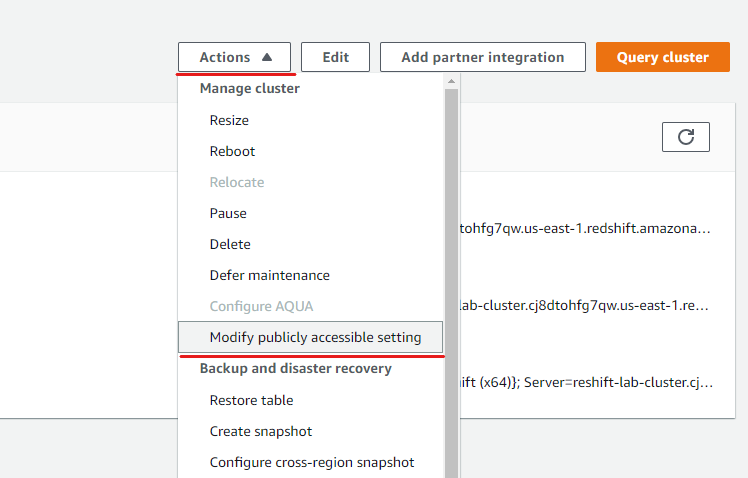 Actions
Edit
Add partner integration
Query cluster
Manage cluster
Resize
Reboot
Relocate
Pause
tohfg7qw.us-east-1.redshift.amazona...
Delete
Defer maintenance
Configure AQUA
lab-cluster.cj8dtohfg7qw.us-east-1.re...
Modify publicly accessible setting
Backup and disaster recovery
ift (x64)}; Server=reshift-lab-cluster.cj...
Restore table
Create snapshot
Configure cross-region snapshot